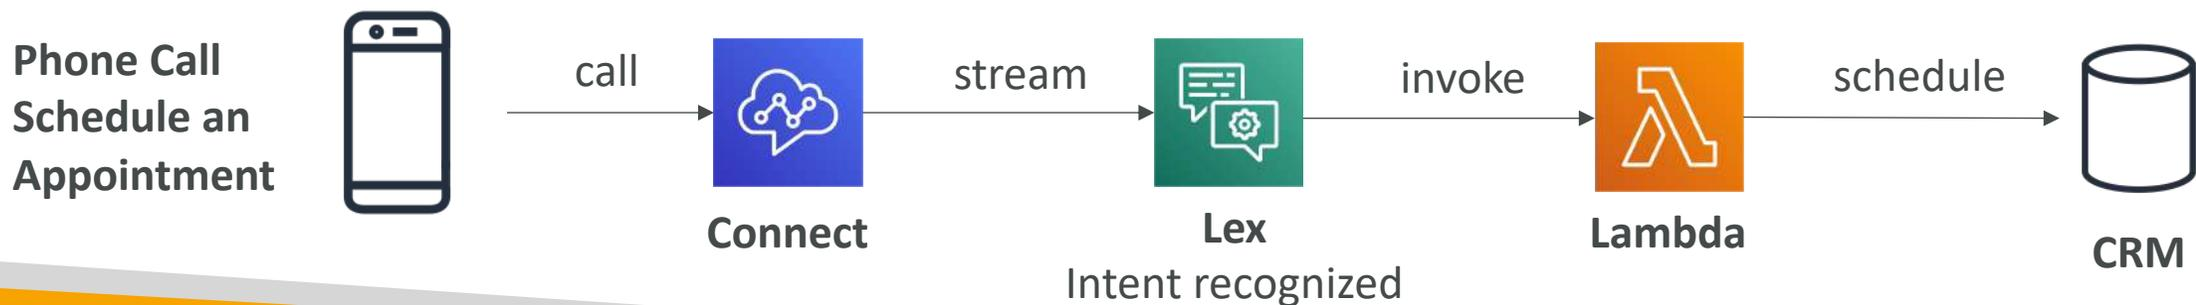 Phone Call
Schedule an
Appointment
call
stream
invoke
schedule
Connect
Lex
Intent recognized
Lambda
CRM